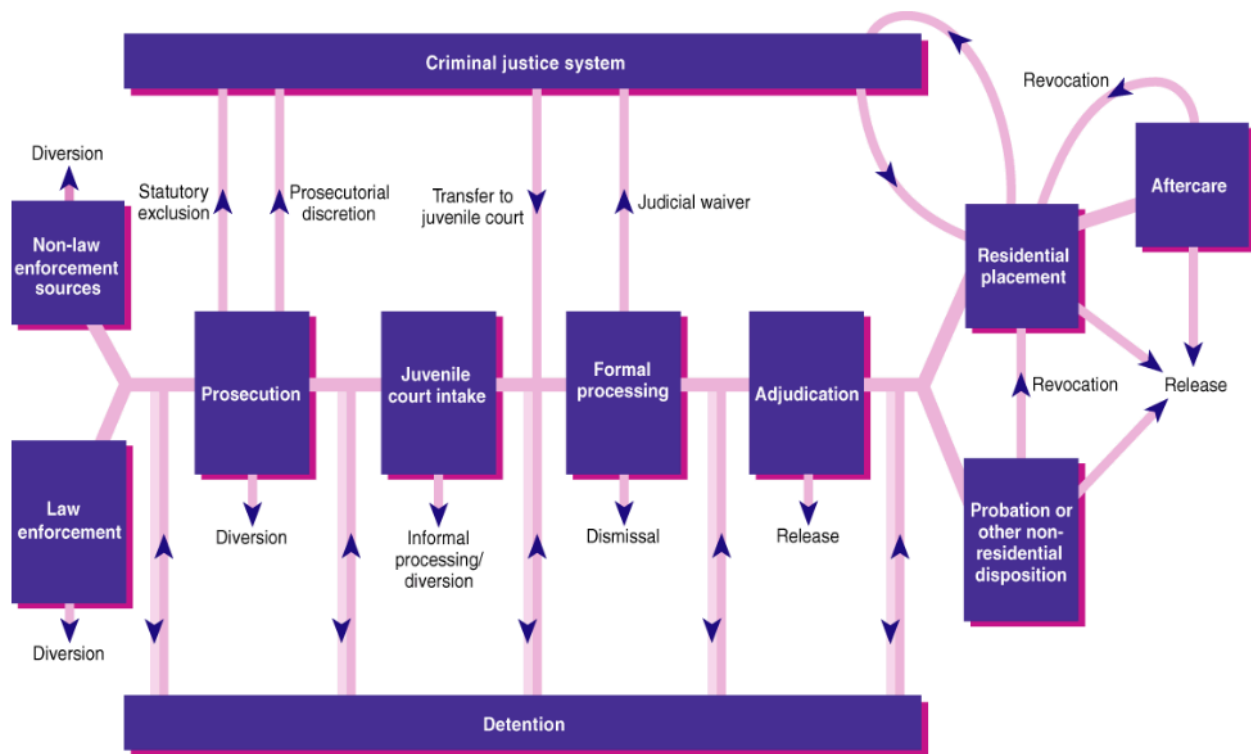 Criminal justice system
Revocation
Diversion
Statutory
exclusion
Prosecutorial
discretion
Transfer to
juvenile court
Judicial waiver
Aftercare
Non-law
enforcement
sources
Residential
placement
Prosecution
Juvenile
court intake
Formal
processing
Adjudication
Revocation
Release
Law
enforcement
Diversion
Informal
processing/
diversion
Dismissal
Release
Probation or
other non-
residential
disposition
Diversion
Detention